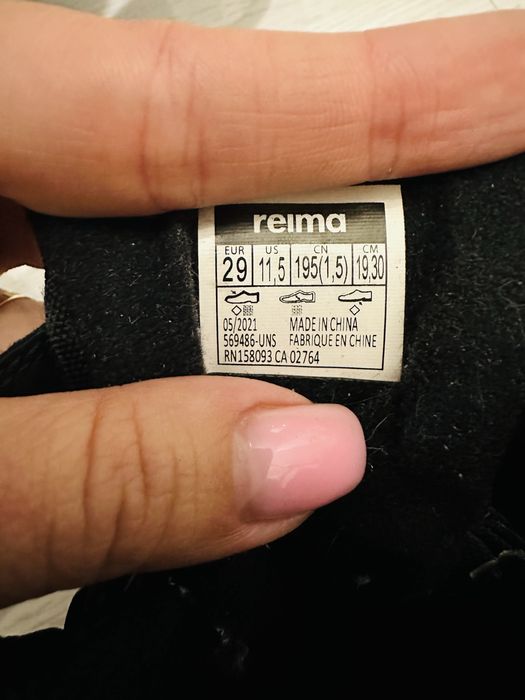 reima
EUR US CN CM
29 11,5 195(1,5) 19,30
05/2021 MADE IN CHINA
569486-UNS FABRIQUE EN CHINE
RN158093 CA 02764